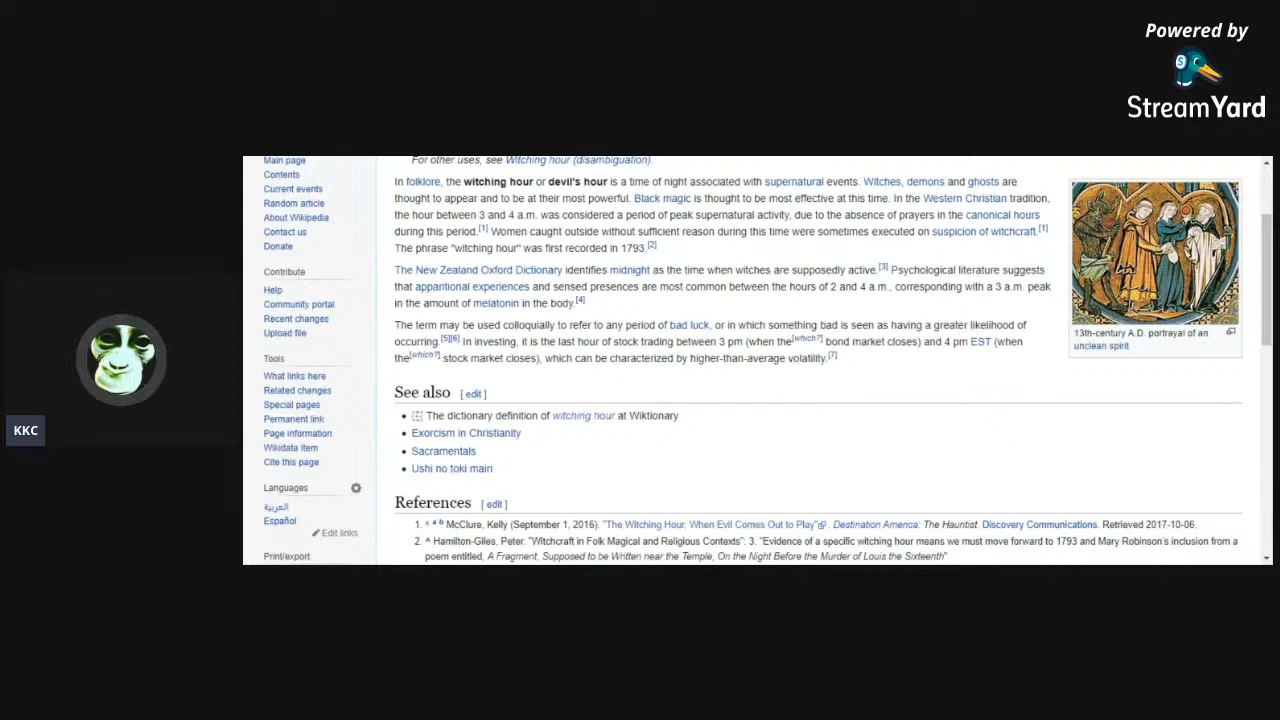 Powered by
StreamYard
KKC
Main page
Contents
Current events
Random article
About Wikipedia
Contact us
Donate
Contribute
Help
Community portal
Recent changes
Upload file
Tools
What links here
Related changes
Special pages
Permanent link
Page information
Wikidata item
Cite this page
Languages
العربية
Español
Edit links
Print/export
For other uses, see Witching hour (disambiguation).
In folklore, the witching hour or devil's hour is a time of night associated with supernatural events. Witches, demons and ghosts are
thought to appear and to be at their most powerful. Black magic is thought to be most effective at this time. In the Western Christian tradition,
the hour between 3 and 4 a.m. was considered a period of peak supernatural activity, due to the absence of prayers in the canonical hours
during this period.[1] Women caught outside without sufficient reason during this time were sometimes executed on suspicion of witchcraft.[1]
The phrase "witching hour" was first recorded in 1793.[2]
The New Zealand Oxford Dictionary identifies midnight as the time when witches are supposedly active.[3] Psychological literature suggests
that apparitional experiences and sensed presences are most common between the hours of 2 and 4 a.m., corresponding with a 3 a.m. peak
in the amount of melatonin in the body.[4]
The term may be used colloquially to refer to any period of bad luck, or in which something bad is seen as having a greater likelihood of
occurring.[5][6] In investing, it is the last hour of stock trading between 3 pm (when the[which?] bond market closes) and 4 pm EST (when
the[which?] stock market closes), which can be characterized by higher-than-average volatility.[7]
13th-century A.D. portrayal of an
unclean spirit
See also [ edit ]
• The dictionary definition of witching hour at Wiktionary
• Exorcism in Christianity
• Sacramentals
• Ushi no toki mairi
References [ edit ]
1. ^ a b McClure, Kelly (September 1, 2016). "The Witching Hour, When Evil Comes Out to Play". Destination America: The Hauntist. Discovery Communications. Retrieved 2017-10-06.
2. ^ Hamilton-Giles, Peter. "Witchcraft in Folk Magical and Religious Contexts": 3. "Evidence of a specific witching hour means we must move forward to 1793 and Mary Robinson's inclusion from a
poem entitled, A Fragment, Supposed to be Written near the Temple, On the Night Before the Murder of Louis the Sixteenth"